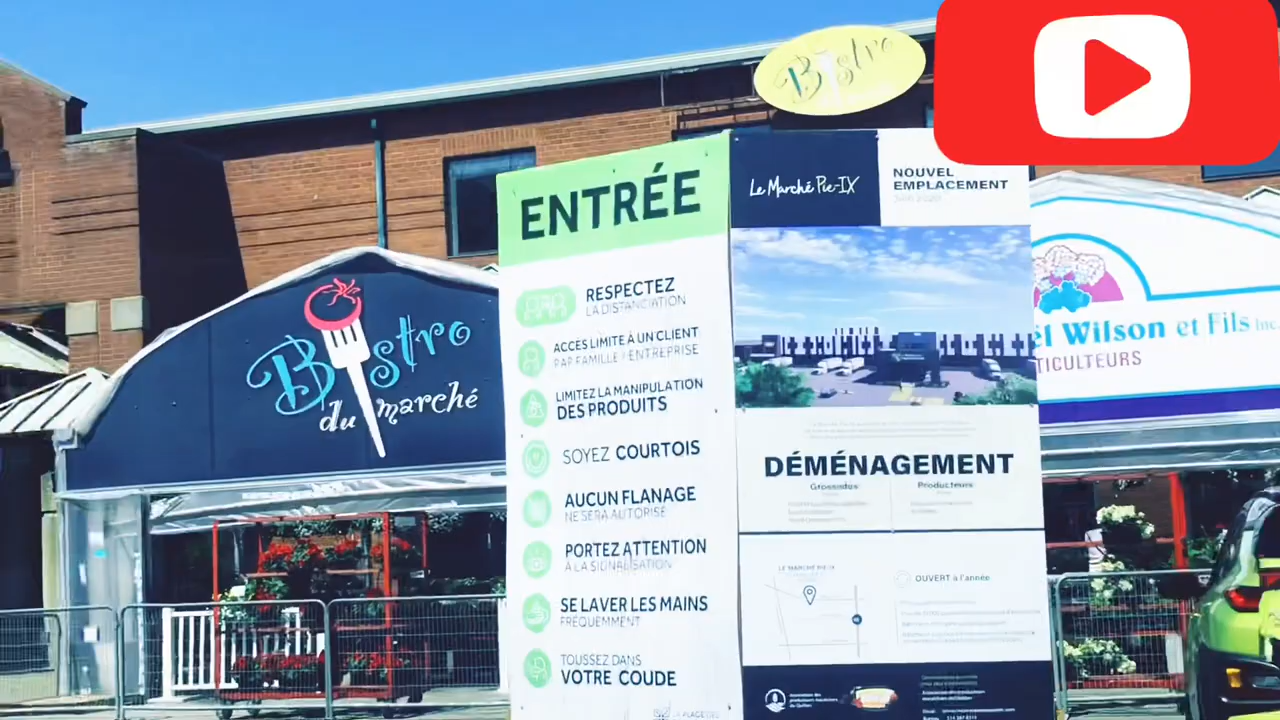 Bistro
Bistro
du marché
ENTRÉE
RESPECTEZ
LA DISTANCIATION
ACCES LIMITE À UN CLIENT
PAR FAMILLE / ENTREPRISE
LIMITEZ LA MANIPULATION
DES PRODUITS
SOYEZ COURTOIS
AUCUN FLANAGE
NE SERA AUTORISÉ
PORTEZ ATTENTION
À LA SIGNALISATION
SE LAVER LES MAINS
FRÉQUEMMENT
TOUSSEZ DANS
VOTRE COUDE
Le Marché Pie-IX
NOUVEL
EMPLACEMENT
DÉMÉNAGEMENT
Grossistes
Producteurs
LE MARCHÉ PIE-IX
OUVERT à l'année
Wilson et Fils Inc.